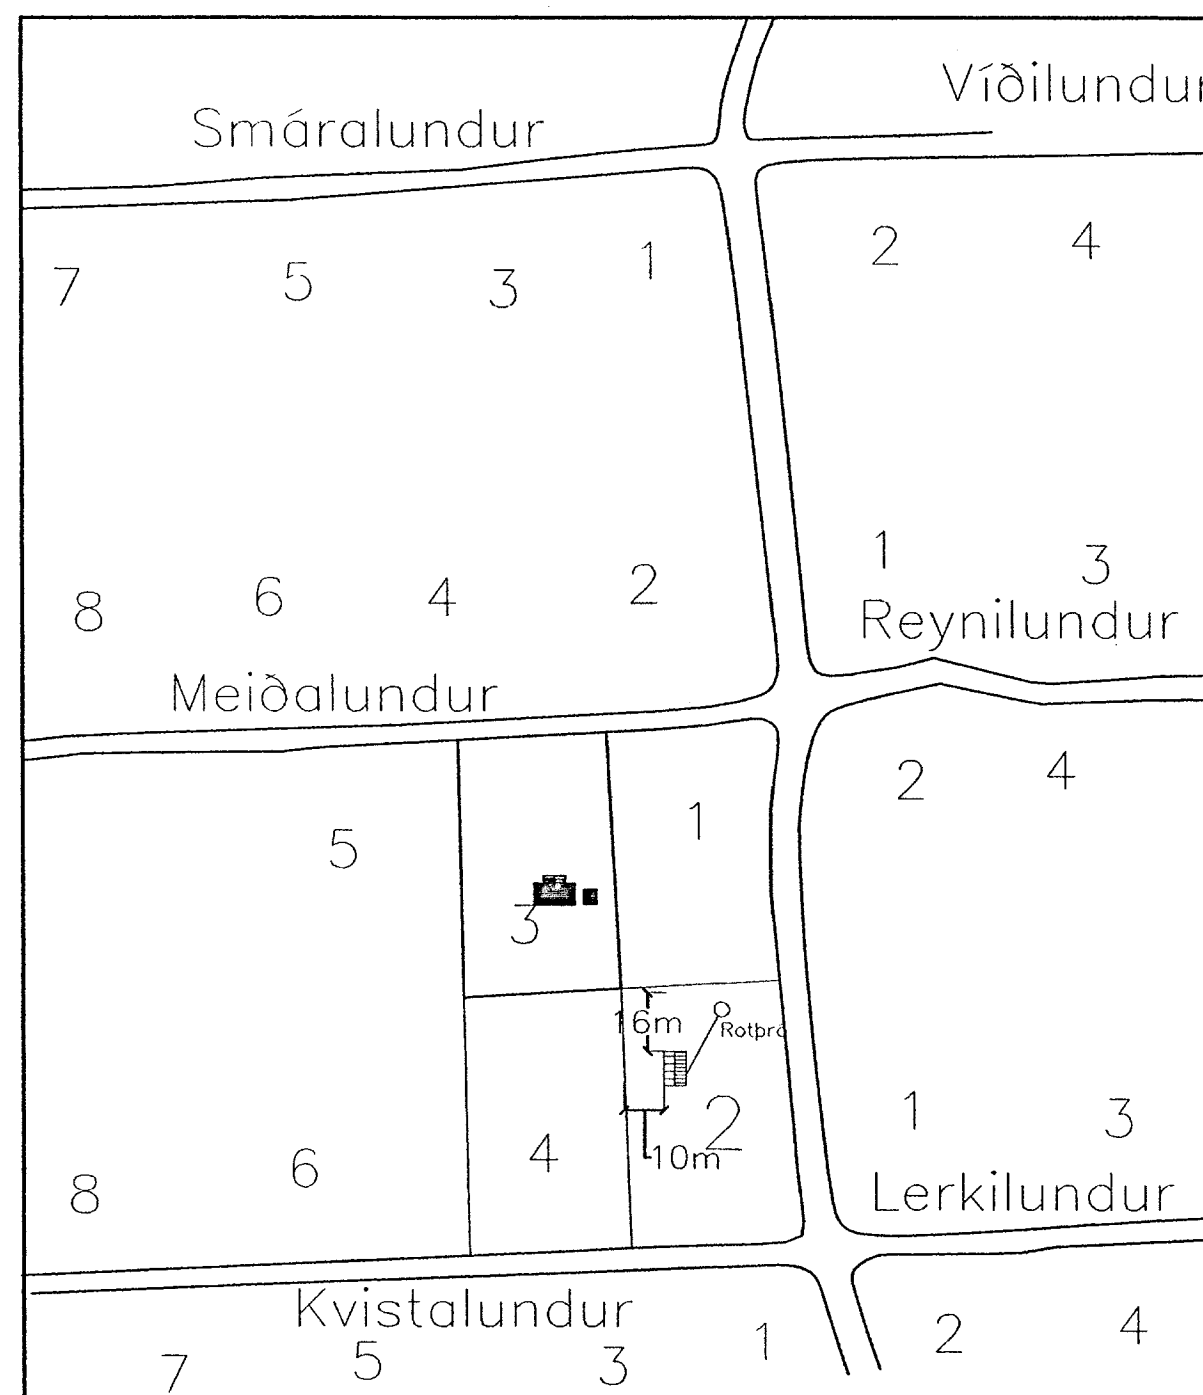 Víðilundur
Smáralundur
7 5 3 1 2 4
8 6 4 2 1 3
Reynilundur
Meiðalundur
5 3 1 2 4
16m
Rotþró
10m
8 6 4 2 1 3
Lerkilundur
Kvistalundur
7 5 3 1 2 4